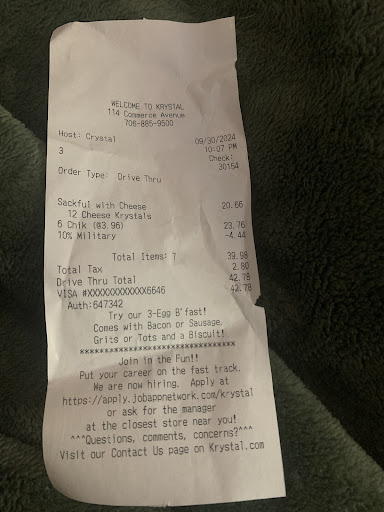 WELCOME TO KRYSTAL
114 Commerce Avenue
706-885-9500
Host: Crystal 09/30/2024
3 10:07 PM
Check:
30154
Order Type: Drive Thru
Sackful with Cheese 20.66
12 Cheese Krystals
6 Chik (@3.96) 23.76
10% Military -4.44
Total Items: 7 39.98
Total Tax 2.80
Drive Thru Total 42.78
VISA #XXXXXXXXXXXX6646 -42.78
Auth:647342
Try our 3-Egg B'fast!
Comes with Bacon or Sausage,
Grits or Tots and a Biscuit!
**********************************
Join in the Fun!!
Put your career on the fast track.
We are now hiring. Apply at
https://apply.jobappnetwork.com/krystal
or ask for the manager
at the closest store near you!
^^^Questions, comments, concerns?^^^
Visit our Contact Us page on Krystal.com